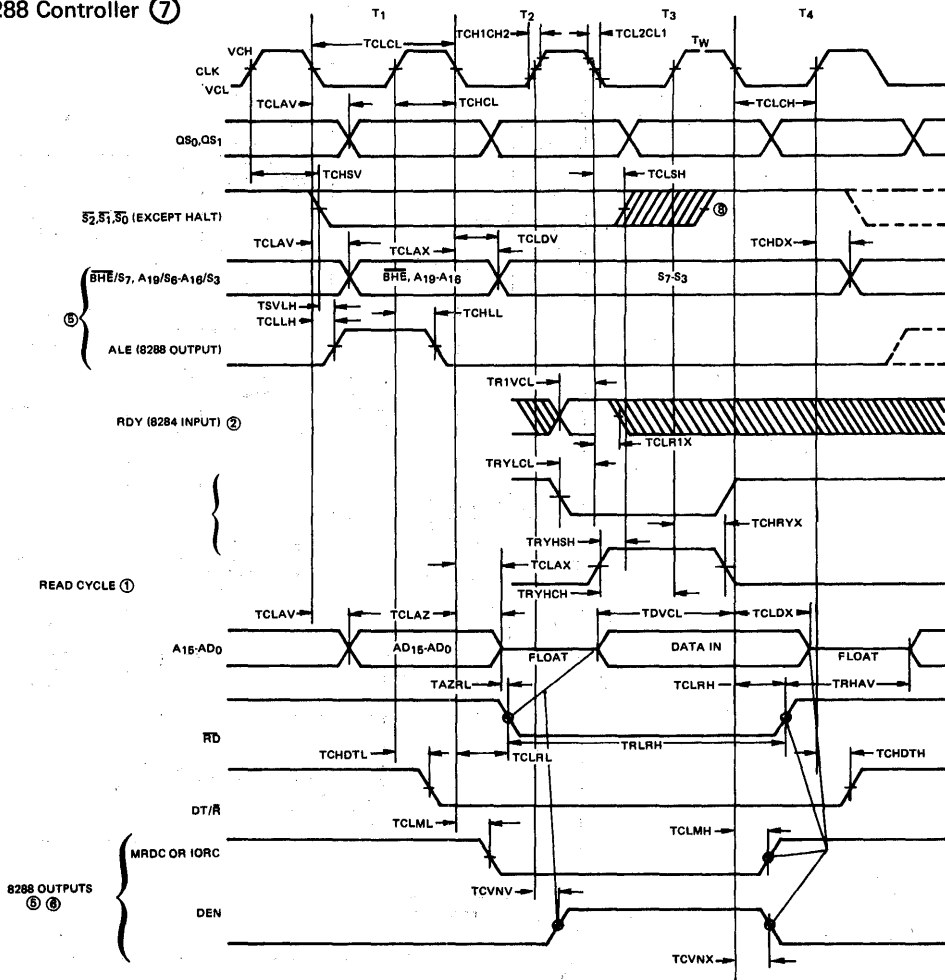 288 Controller ⑦
T1 T2 T3 T4
TCH1CH2 TCL2CL1
TCLCL TW
VCH
CLK
VCL
TCLAV TCHCL TCLCH
QS0,QS1
TCHSV TCLSH
S2,S1,S0 (EXCEPT HALT) ⑧
TCLAV TCLDV TCHDX
TCLAX
BHE/S7, A19/S6-A16/S3 BHE, A19-A16 S7-S3
TSVLH TCHLL
⑤ TCLLH
ALE (8288 OUTPUT)
TR1VCL
RDY (8284 INPUT) ②
TCLR1X
TRYLCL
TCHRYX
TRYHSH
TCLAX
READ CYCLE ① TRYHCH
TCLAV TCLAZ TDVCL TCLDX
A15-AD0 AD15-AD0 FLOAT DATA IN FLOAT
TAZRL TCLRH TRHAV
RD TRLRH
TCHDTL TCLRL TCHDTH
DT/R
TCLML TCLMH
MRDC OR IORC
8288 OUTPUTS
⑤ ⑥ TCVNV
DEN
TCVNX